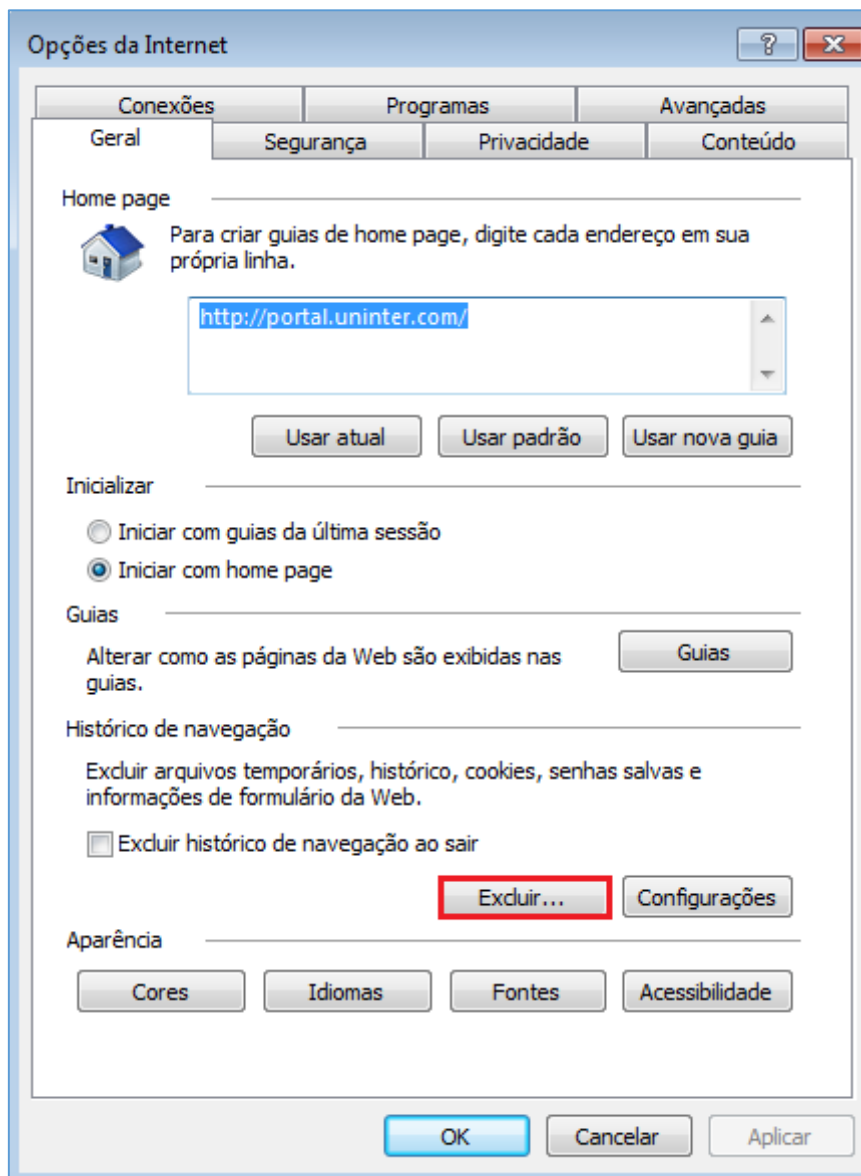 Opções da Internet
Conexões Programas Avançadas
Geral Segurança Privacidade Conteúdo
Home page
Para criar guias de home page, digite cada endereço em sua
própria linha.
http://portal.uninter.com/
Usar atual Usar padrão Usar nova guia
Inicializar
Iniciar com guias da última sessão
Iniciar com home page
Guias
Alterar como as páginas da Web são exibidas nas
guias.
Guias
Histórico de navegação
Excluir arquivos temporários, histórico, cookies, senhas salvas e
informações de formulário da Web.
Excluir histórico de navegação ao sair
Excluir... Configurações
Aparência
Cores Idiomas Fontes Acessibilidade
OK Cancelar Aplicar